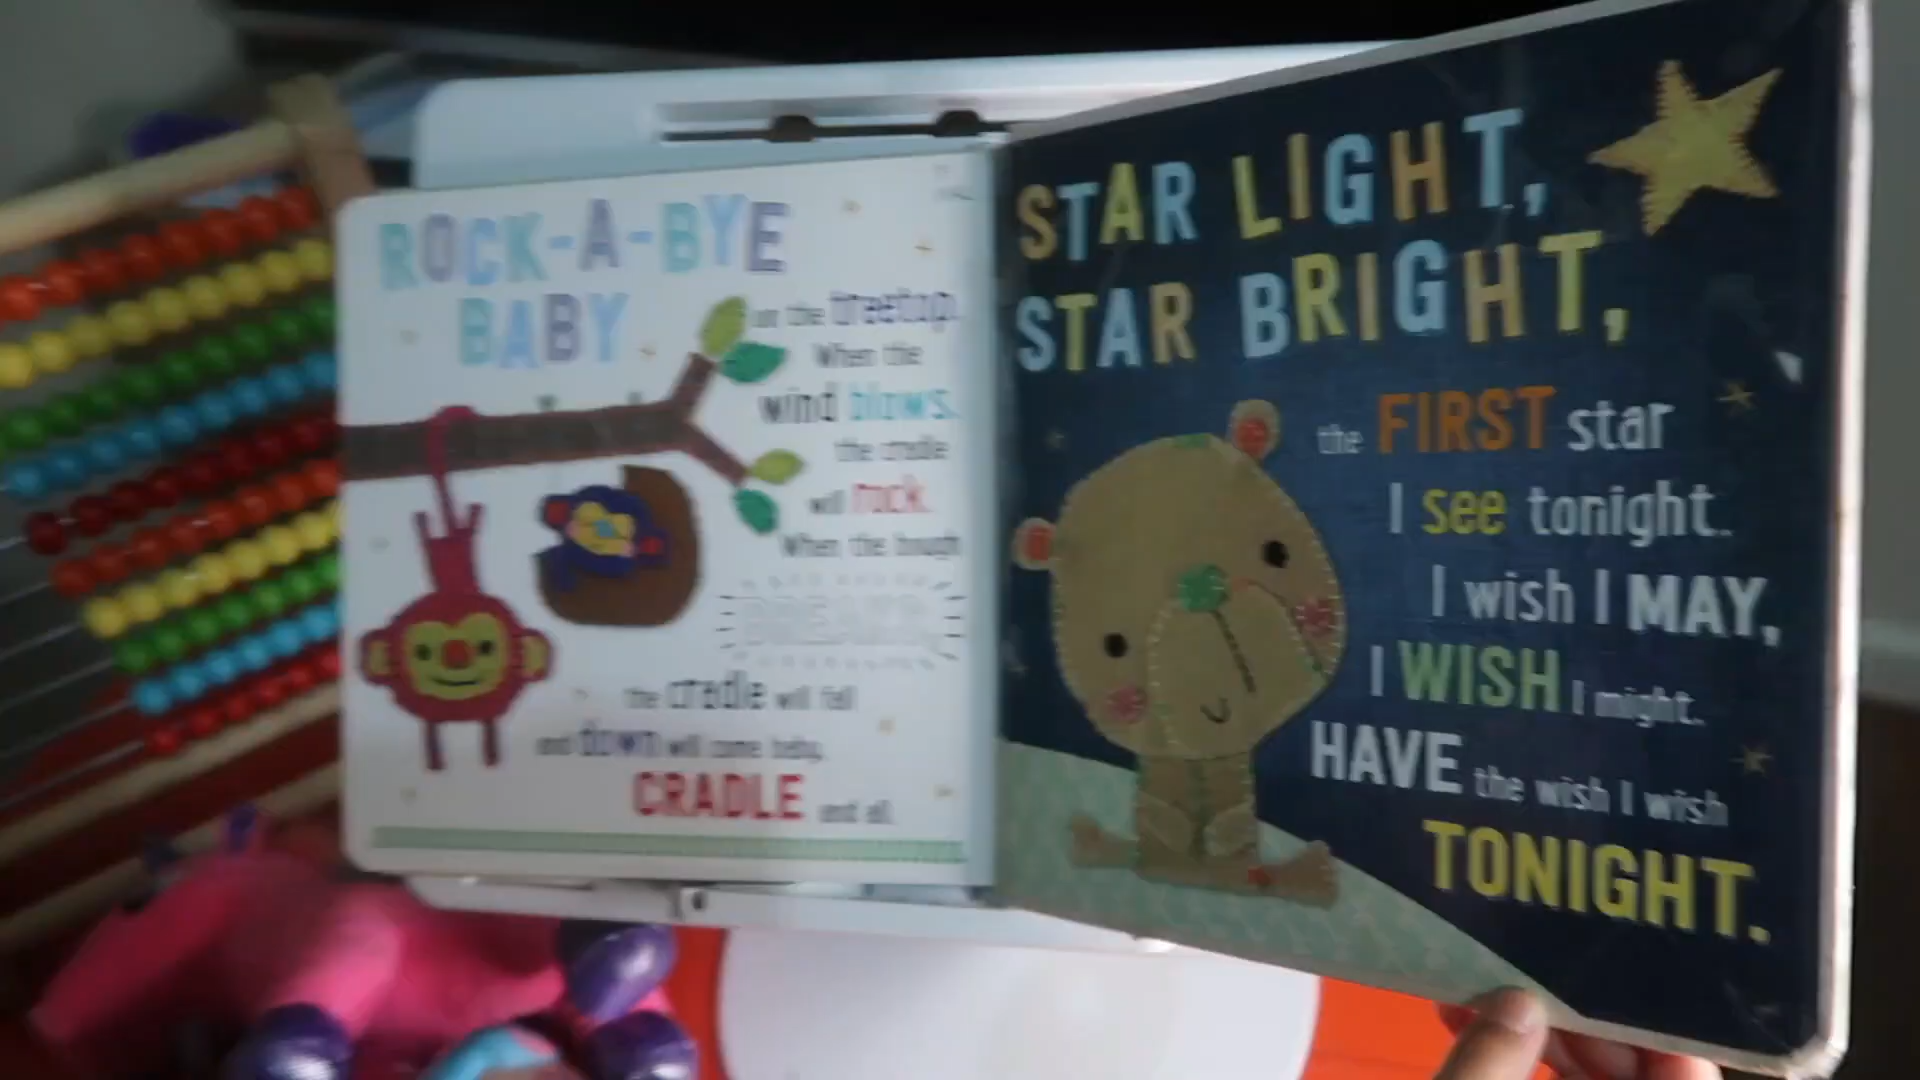 ROCK-A-BYE
BABY
on the treetop.
When the
wind blows,
the cradle
will rock.
When the bough
BREAKS,
the cradle will fall
and down will come baby,
CRADLE and all.
STAR LIGHT,
STAR BRIGHT,
the FIRST star
I see tonight.
I wish I MAY,
I WISH I might.
HAVE the wish I wish
TONIGHT.